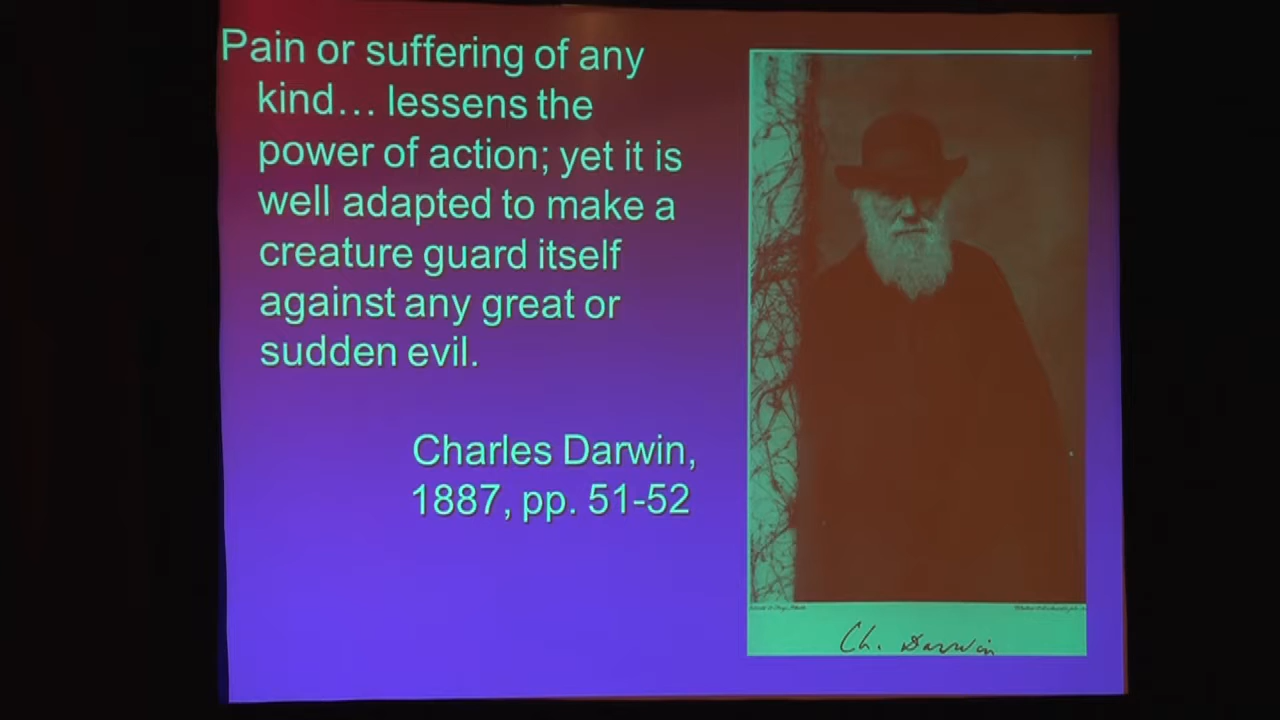 Pain or suffering of any
kind... lessens the
power of action; yet it is
well adapted to make a
creature guard itself
against any great or
sudden evil.
Charles Darwin,
1887, pp. 51-52
Ch. Darwin